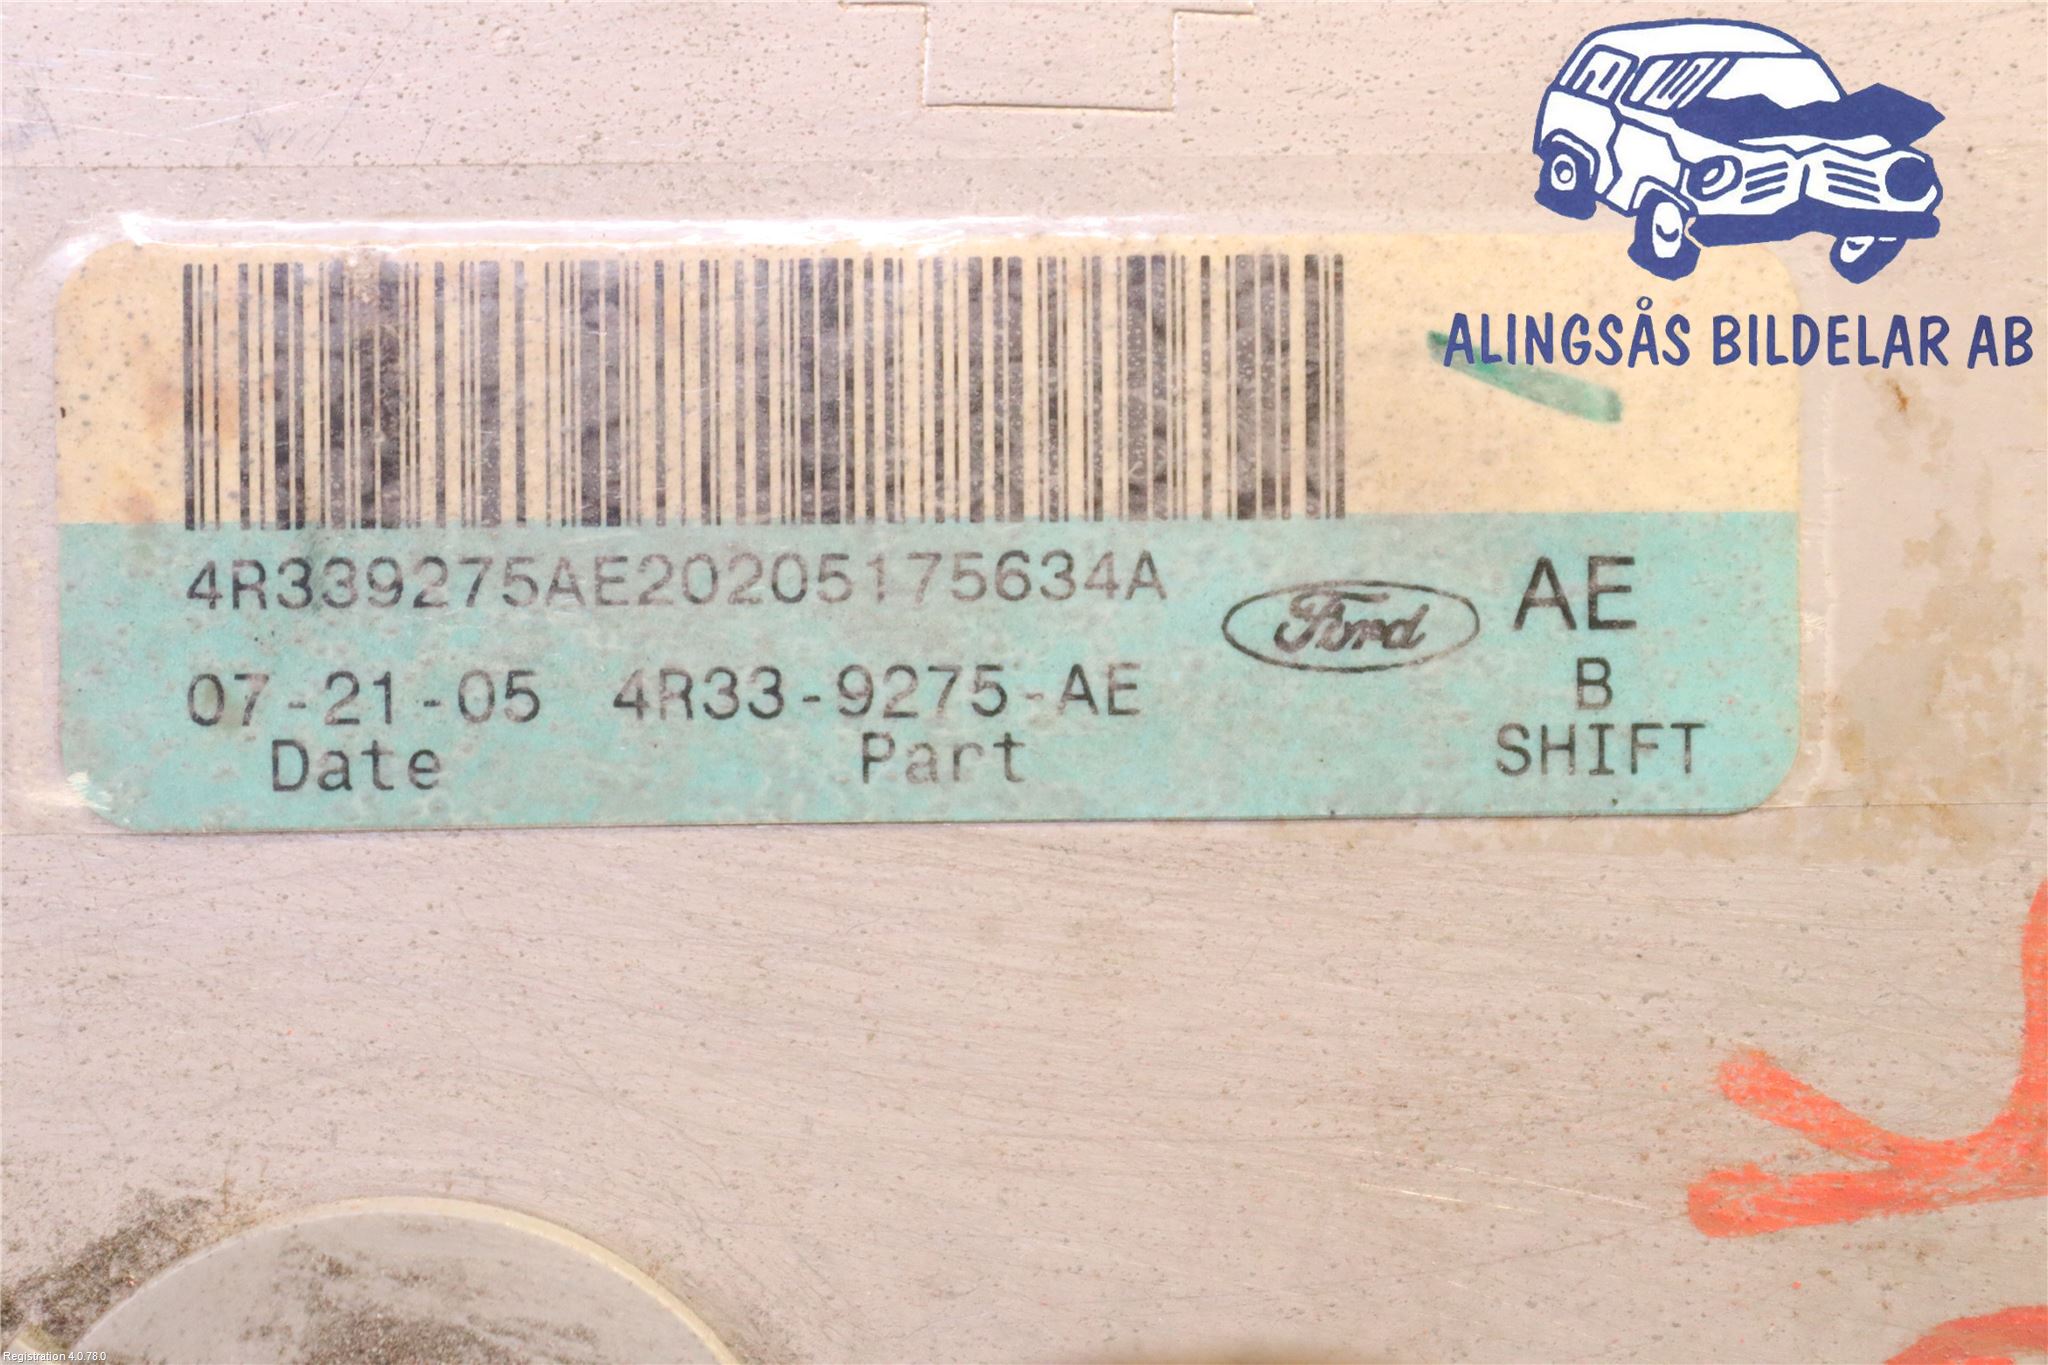 ALINGSÅS BILDELAR AB
4R339275AE20205175634A
Ford
AE
07-21-05 4R33-9275-AE
B
Date Part
SHIFT
Registration 4.0.78.0